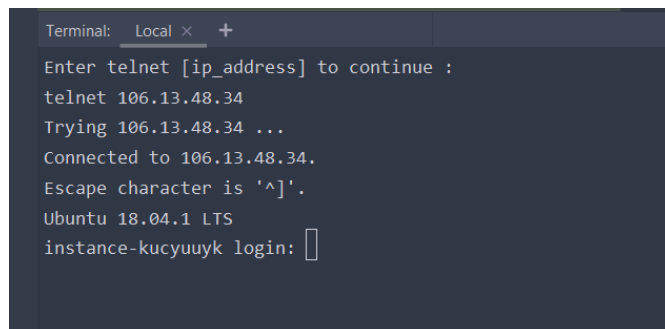 Terminal: Local × +
Enter telnet [ip_address] to continue :
telnet 106.13.48.34
Trying 106.13.48.34 ...
Connected to 106.13.48.34.
Escape character is '^]'.
Ubuntu 18.04.1 LTS
instance-kucyuuyk login: